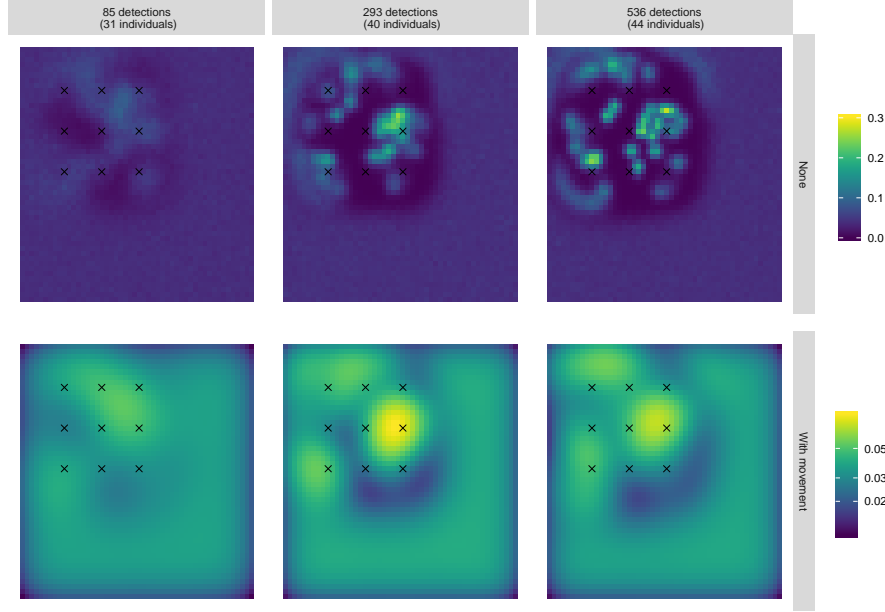 85 detections
(31 individuals)
293 detections
(40 individuals)
536 detections
(44 individuals)
None
0.3
0.2
0.1
0.0
With movement
0.05
0.03
0.02